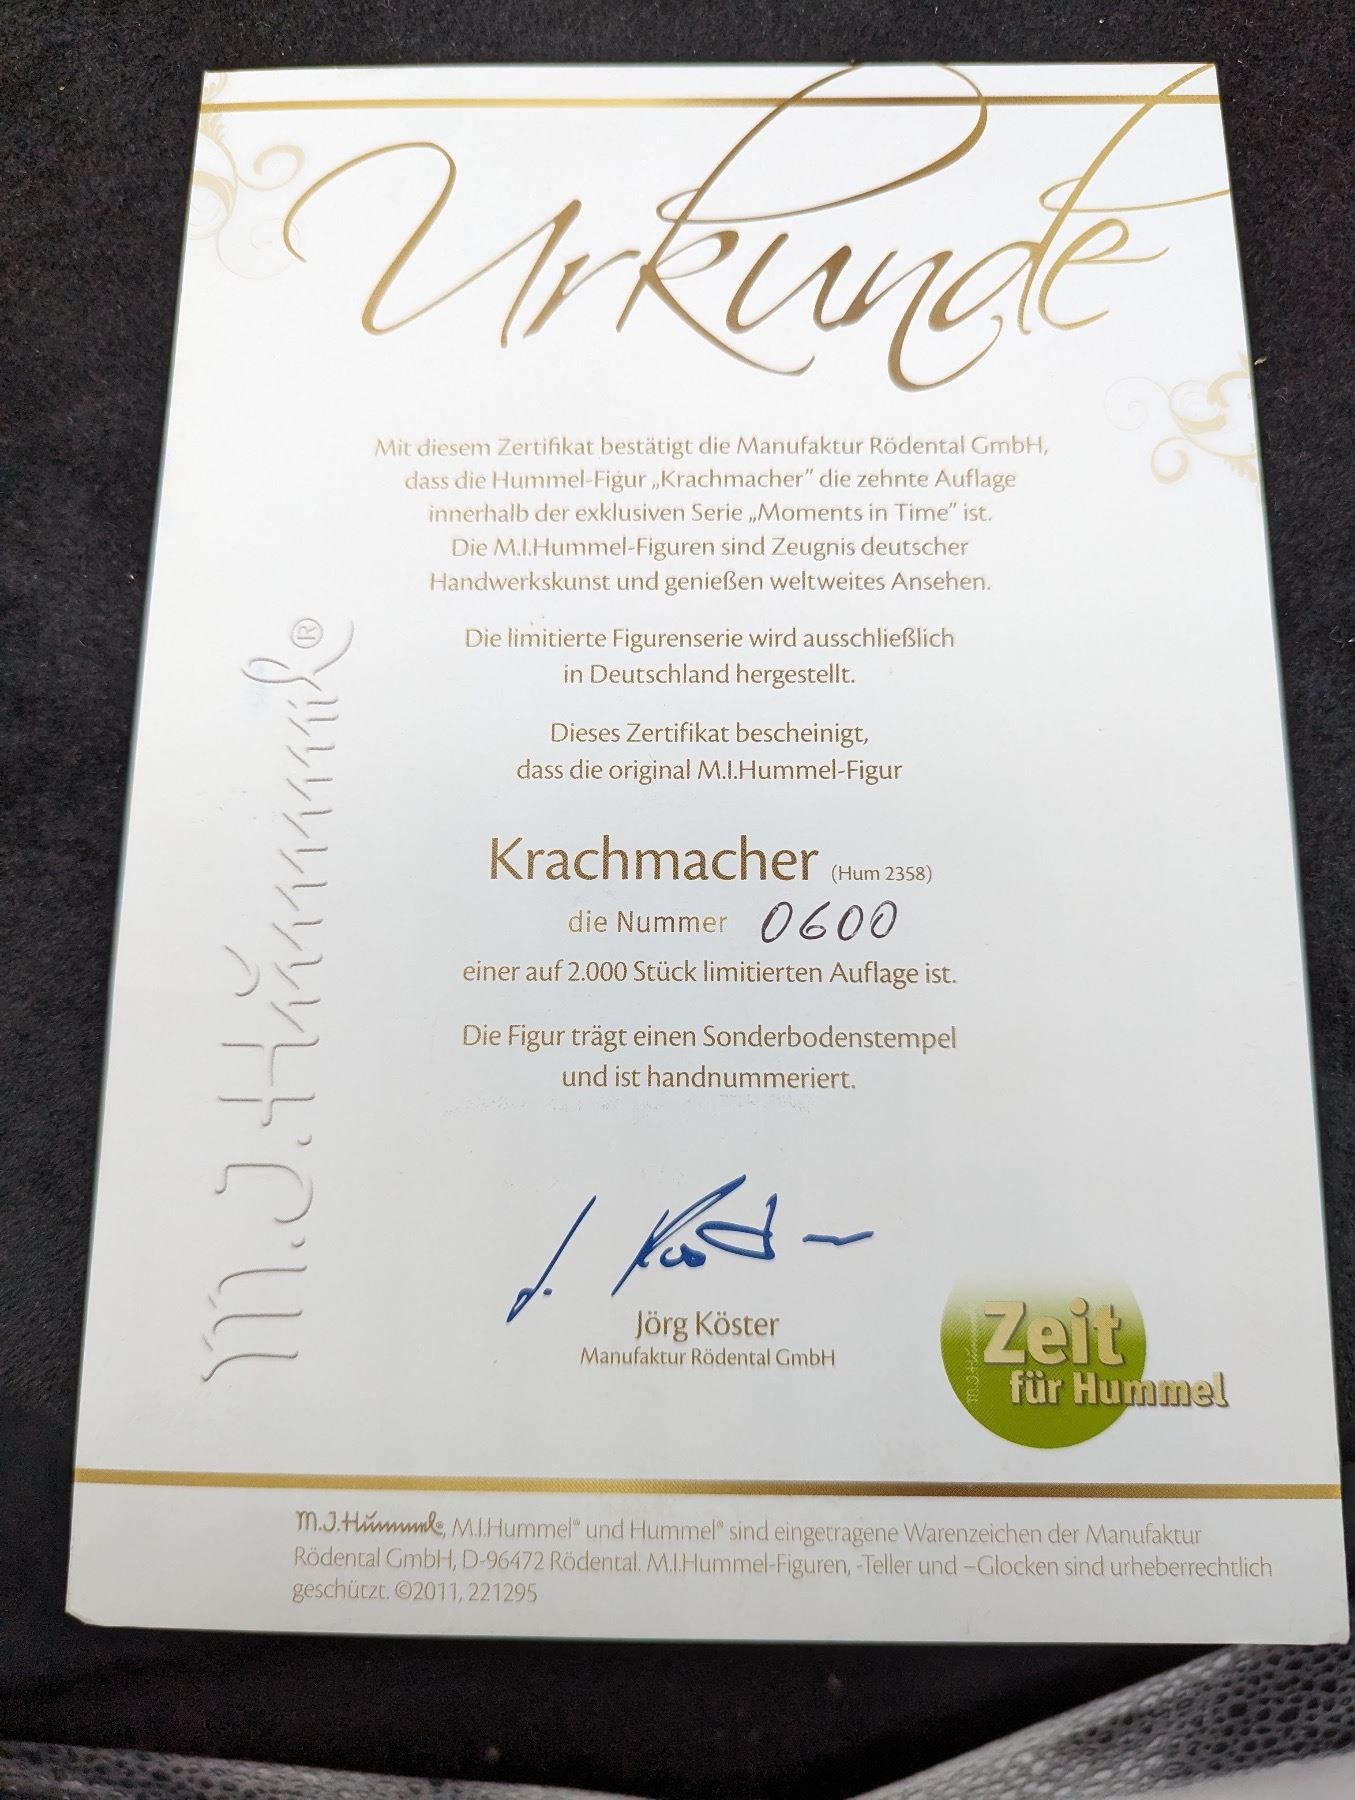 Urkunde
Mit diesem Zertifikat bestätigt die Manufaktur Rödental GmbH,
dass die Hummel-Figur „Krachmacher” die zehnte Auflage
innerhalb der exklusiven Serie „Moments in Time” ist.
Die M.I.Hummel-Figuren sind Zeugnis deutscher
Handwerkskunst und genießen weltweites Ansehen.
Die limitierte Figurenserie wird ausschließlich
in Deutschland hergestellt.
Dieses Zertifikat bescheinigt,
dass die original M.I.Hummel-Figur
Krachmacher (Hum 2358)
die Nummer 0600
einer auf 2.000 Stück limitierten Auflage ist.
Die Figur trägt einen Sonderbodenstempel
und ist handnummeriert.
M.J.Hummel®
J. Köster
Jörg Köster
Manufaktur Rödental GmbH
M.J.Hummel
Zeit
für Hummel
M.J.Hummel®, M.I.Hummel® und Hummel® sind eingetragene Warenzeichen der Manufaktur
Rödental GmbH, D-96472 Rödental. M.I.Hummel-Figuren, -Teller und –Glocken sind urheberrechtlich
geschützt. ©2011, 221295